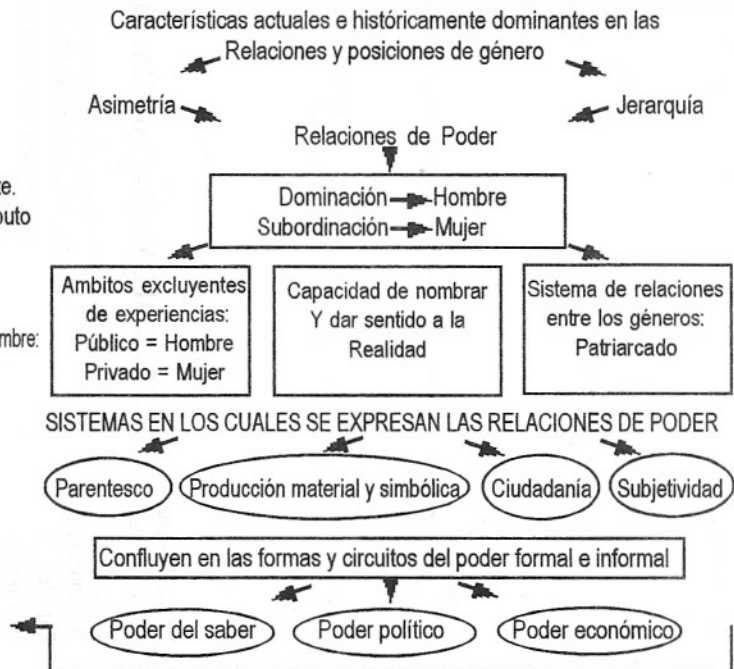 Características actuales e históricamente dominantes en las
Relaciones y posiciones de género
Asimetría
Jerarquía
Relaciones de Poder
Dominación Hombre
Subordinación Mujer
Ambitos excluyentes
de experiencias:
Público = Hombre
Privado = Mujer
Capacidad de nombrar
Y dar sentido a la
Realidad
Sistema de relaciones
entre los géneros:
Patriarcado
SISTEMAS EN LOS CUALES SE EXPRESAN LAS RELACIONES DE PODER
Parentesco
Producción material y simbólica
Ciudadanía
Subjetividad
Confluyen en las formas y circuitos del poder formal e informal
Poder del saber
Poder político
Poder económico